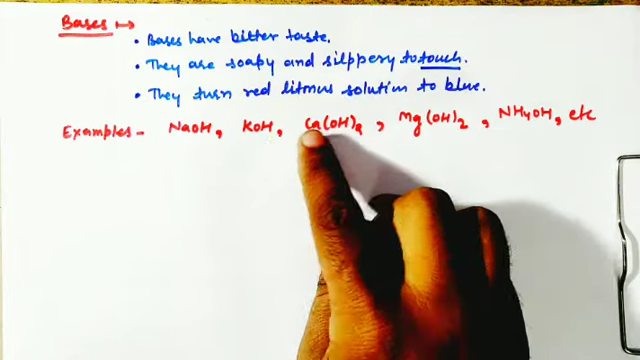 Bases ↦
• Bases have bitter taste.
• They are soapy and silppery to touch.
• They turn red litmus solution to blue.
Examples - NaOH, KOH, Ca(OH)2, Mg(OH)2, NH4OH, etc